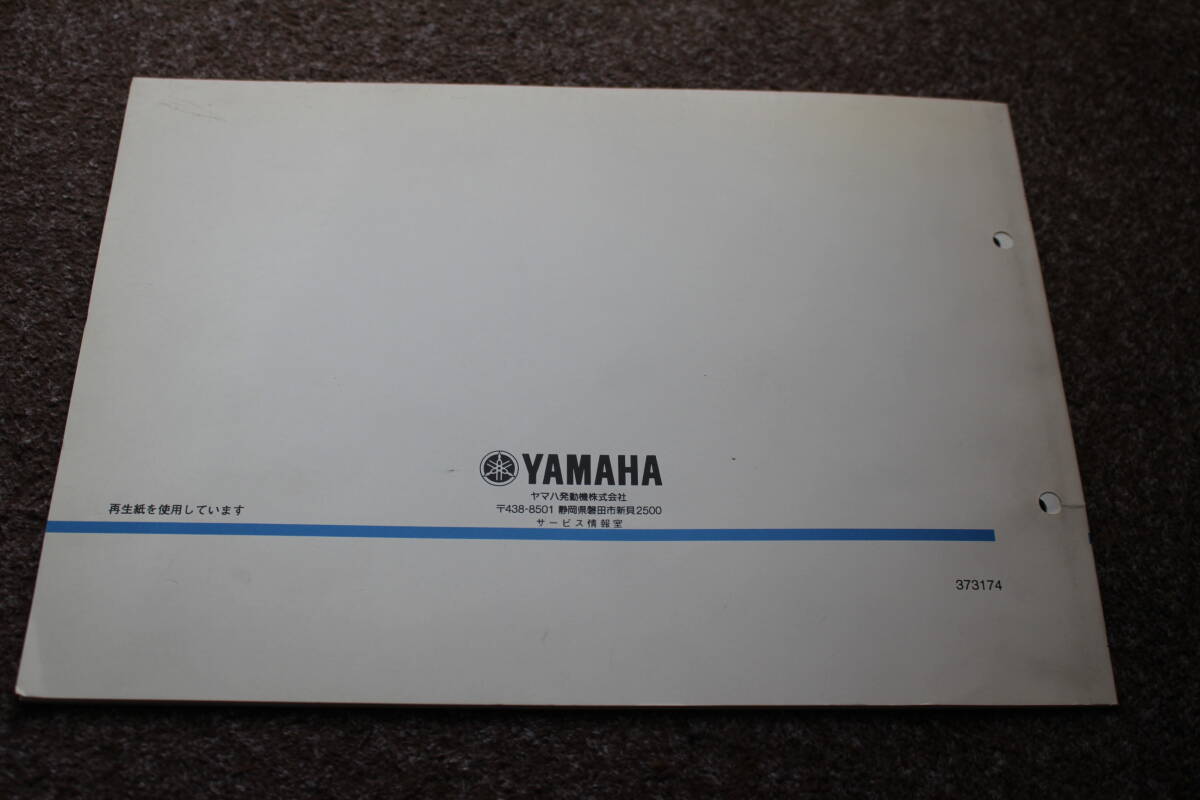 YAMAHA
ヤマハ発動機株式会社
〒438-8501 静岡県磐田市新貝2500
サービス情報室
再生紙を使用しています
373174